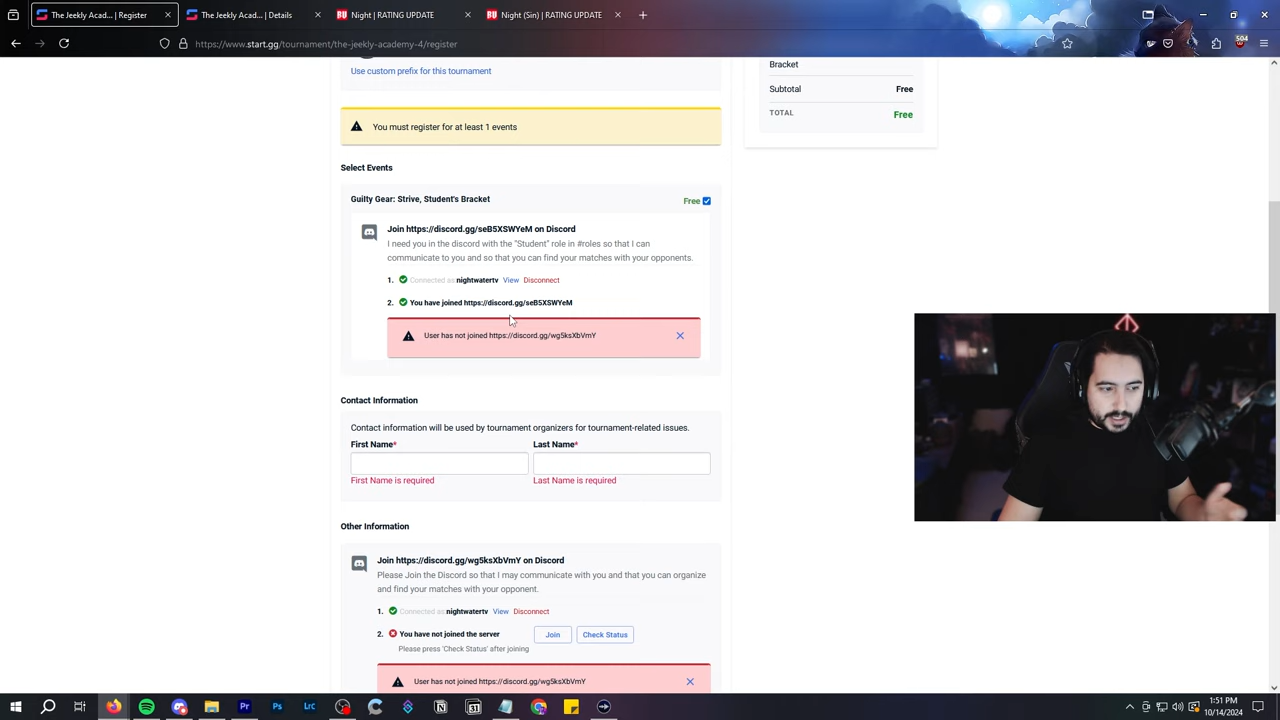 The Jeekly Academy | Register
The Jeekly Acad… | Details
Night Register | Night
Night (Sin) Register | Night
https://www.start.gg/tournament/the-jeekly-academy-4/register
504
Use custom prefix for this tournament
Bracket
Subtotal Free
TOTAL Free
You must register for at least 1 events
Select Events
Guilty Gear: Strive, Student's Bracket Free
Join https://discord.gg/seB5XSWYeM on Discord
I need you in the discord with the "Student" role in #roles so that I can
communicate to you and so that you can find your matches with your opponents.
1. Connected as nightwatertv View Disconnect
2. You have joined https://discord.gg/seB5XSWYeM
User has not joined https://discord.gg/wg5ksXbVmY
Contact Information
Contact information will be used by tournament organizers for tournament-related issues.
First Name* Last Name*
First Name is required Last Name is required
Other Information
Join https://discord.gg/wg5ksXbVmY on Discord
Please Join the Discord so that I may communicate with you and that you can organize
and find your matches with your opponent.
1. Connected as nightwatertv View Disconnect
2. You have not joined the server Join Check Status
Please press 'Check Status' after joining
User has not joined https://discord.gg/wg5ksXbVmY
1:51 PM
10/14/2024